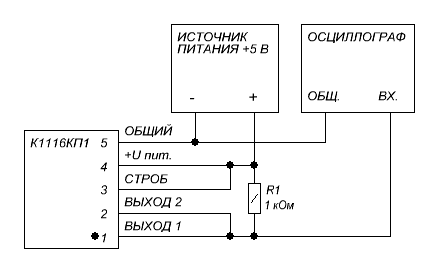 ИСТОЧНИК
ПИТАНИЯ +5 В
-
+
ОСЦИЛЛОГРАФ
ОБЩ.
ВХ.
К1116КП1
5
ОБЩИЙ
4
+U пит.
3
СТРОБ
2
ВЫХОД 2
1
ВЫХОД 1
R1
1 кОм